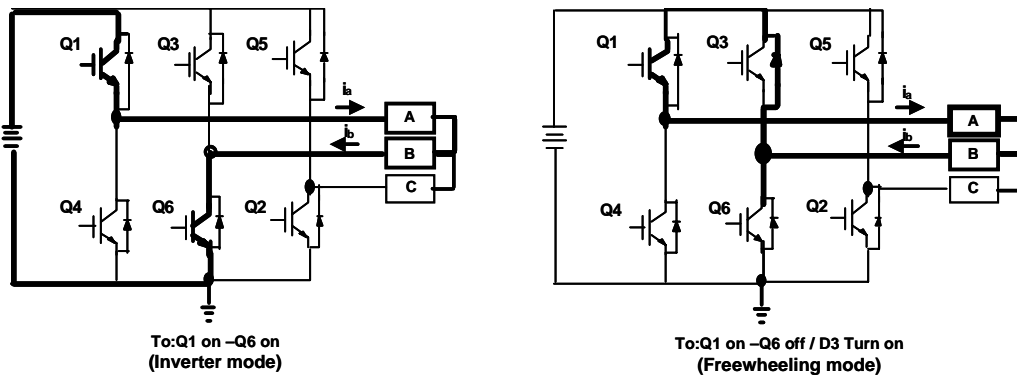 Q1 Q3 Q5
ia
A
ib
B
C
Q4 Q6 Q2
To:Q1 on –Q6 on
(Inverter mode)
Q1 Q3 Q5
ia
A
ib
B
C
Q4 Q6 Q2
To:Q1 on –Q6 off / D3 Turn on
(Freewheeling mode)